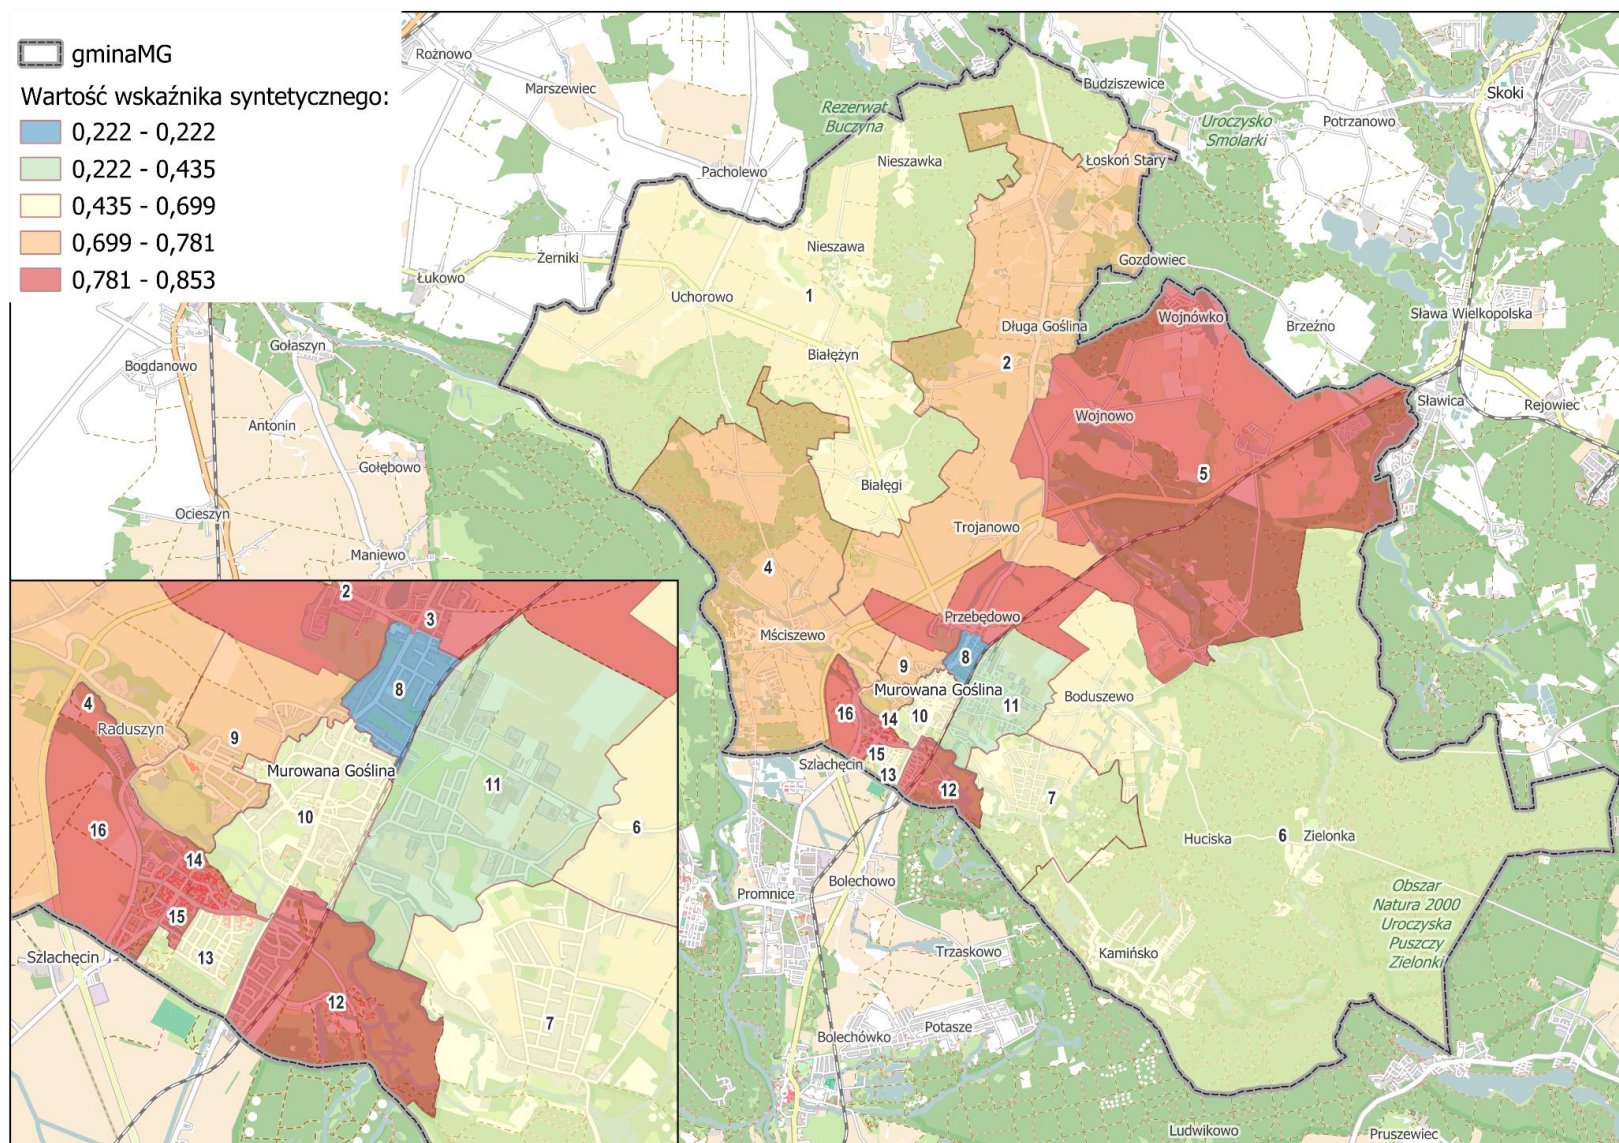 gminaMG
Wartość wskaźnika syntetycznego:
0,222 - 0,222
0,222 - 0,435
0,435 - 0,699
0,699 - 0,781
0,781 - 0,853
Rożnowo
Marszewiec
Rezerwat
Buczyna
Budziszewice
Skoki
Uroczysko
Smolarki
Potrzanowo
Nieszawka
Łoskoń Stary
Pacholewo
Nieszawa
Żerniki
Gozdowiec
Łukowo
Uchorowo
1
Wojnówko
Brzeźno
Sława Wielkopolska
Długa Goślina
Gołaszyn
Białężyn
2
Bogdanowo
Sławica
Rejowiec
Wojnowo
Antonin
Gołębowo
5
Białęgi
Ocieszyn
Trojanowo
Maniewo
4
Przebędowo
Mściszewo
8
9
Murowana Goślina
Boduszewo
16
14
10
11
15
Szlachęcin
13
12
7
Huciska
6
Zielonka
Promnice
Bolechowo
Obszar
Natura 2000
Uroczyska
Puszczy
Zielonki
Trzaskowo
Kamińsko
Bolechówko
Potasze
Ludwikowo
Pruszewiec
2
3
8
4
Raduszyn
9
Murowana Goślina
11
10
6
16
14
15
Szlachęcin
13
12
7